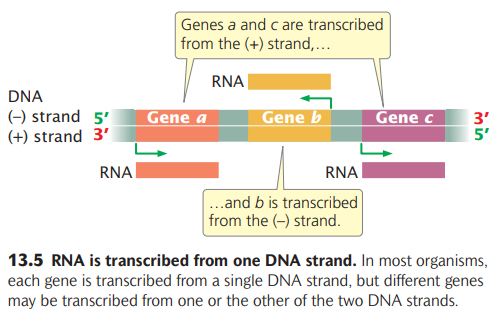 Genes a and c are transcribed
from the (+) strand,…
RNA
DNA
(–) strand 5′ Gene a Gene b Gene c 3′
(+) strand 3′ 5′
RNA RNA
…and b is transcribed
from the (–) strand.
13.5 RNA is transcribed from one DNA strand. In most organisms,
each gene is transcribed from a single DNA strand, but different genes
may be transcribed from one or the other of the two DNA strands.